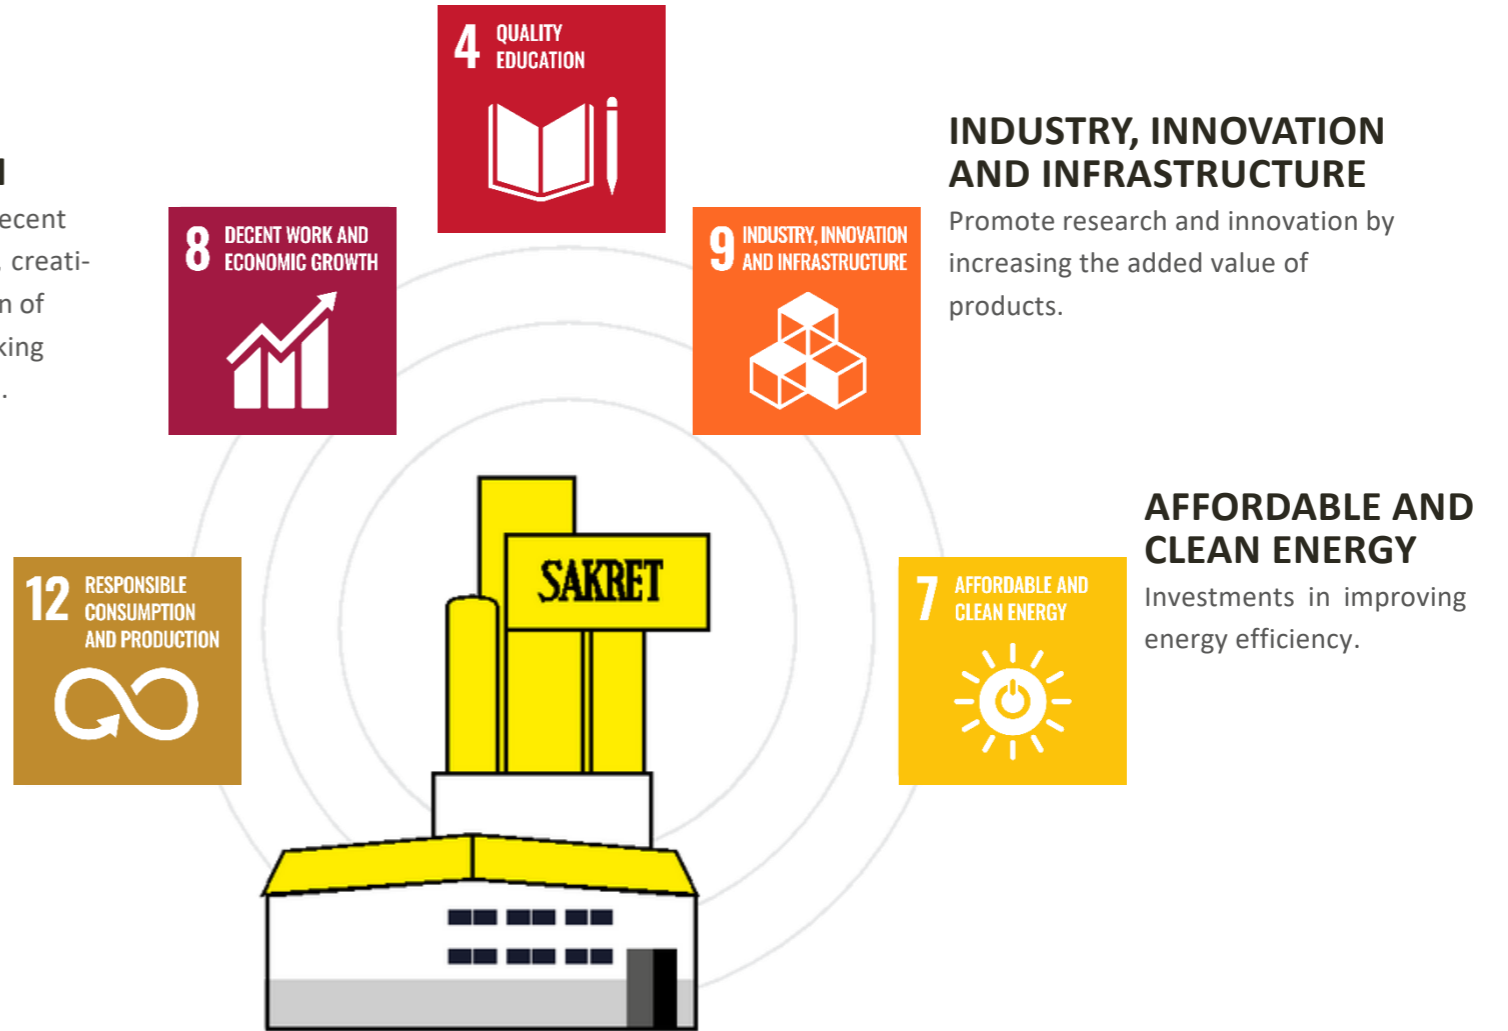 4 QUALITY
EDUCATION
INDUSTRY, INNOVATION
AND INFRASTRUCTURE
Promote research and innovation by
increasing the added value of
products.
ecent
creati-
n of
king
.
8 DECENT WORK AND
ECONOMIC GROWTH
9 INDUSTRY, INNOVATION
AND INFRASTRUCTURE
AFFORDABLE AND
CLEAN ENERGY
Investments in improving
energy efficiency.
12 RESPONSIBLE
CONSUMPTION
AND PRODUCTION
SAKRET
7 AFFORDABLE AND
CLEAN ENERGY